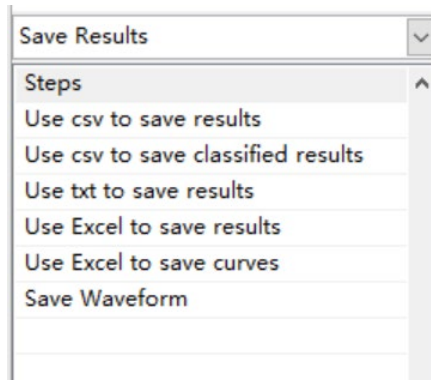 Save Results
Steps
Use csv to save results
Use csv to save classified results
Use txt to save results
Use Excel to save results
Use Excel to save curves
Save Waveform